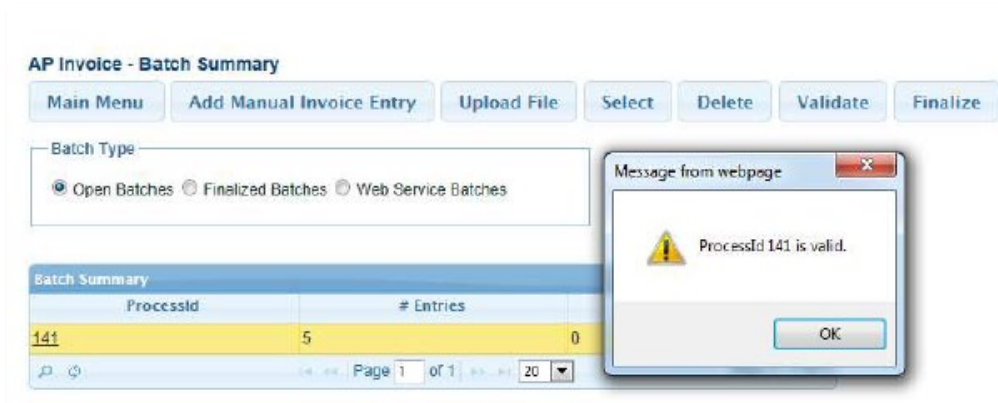 AP Invoice - Batch Summary
Main Menu Add Manual Invoice Entry Upload File Select Delete Validate Finalize
Batch Type
Open Batches Finalized Batches Web Service Batches
Message from webpage
ProcessId 141 is valid.
OK
Batch Summary
ProcessId # Entries
141 5 0
Page 1 of 1 20